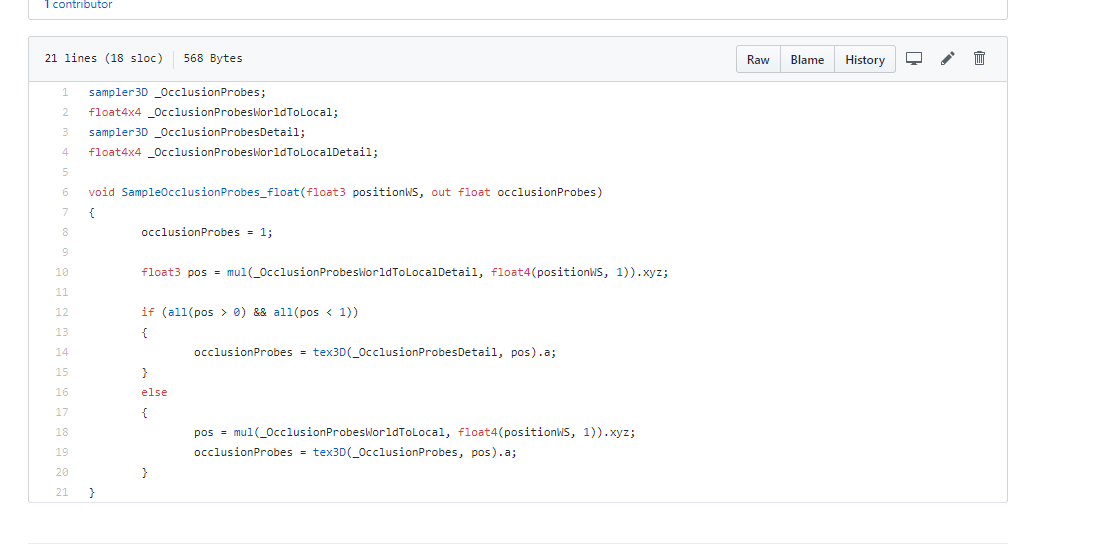 1 contributor
21 lines (18 sloc) 568 Bytes Raw Blame History
1 sampler3D _OcclusionProbes;
2 float4x4 _OcclusionProbesWorldToLocal;
3 sampler3D _OcclusionProbesDetail;
4 float4x4 _OcclusionProbesWorldToLocalDetail;
5
6 void SampleOcclusionProbes_float(float3 positionWS, out float occlusionProbes)
7 {
8 occlusionProbes = 1;
9
10 float3 pos = mul(_OcclusionProbesWorldToLocalDetail, float4(positionWS, 1)).xyz;
11
12 if (all(pos > 0) && all(pos < 1))
13 {
14 occlusionProbes = tex3D(_OcclusionProbesDetail, pos).a;
15 }
16 else
17 {
18 pos = mul(_OcclusionProbesWorldToLocal, float4(positionWS, 1)).xyz;
19 occlusionProbes = tex3D(_OcclusionProbes, pos).a;
20 }
21 }